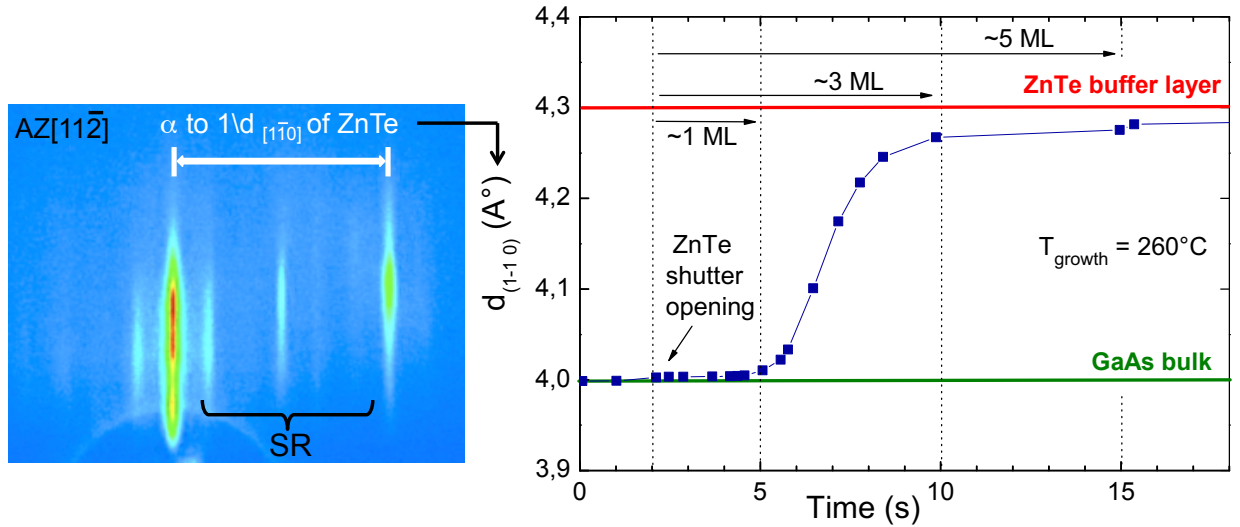 AZ[112̄]
α to 1\d [11̄0] of ZnTe
SR
d(1-1 0) (A°)
4,4
4,3
4,2
4,1
4,0
3,9
~5 ML
ZnTe buffer layer
~3 ML
~1 ML
ZnTe
shutter
opening
Tgrowth = 260°C
GaAs bulk
0
5
10
15
Time (s)